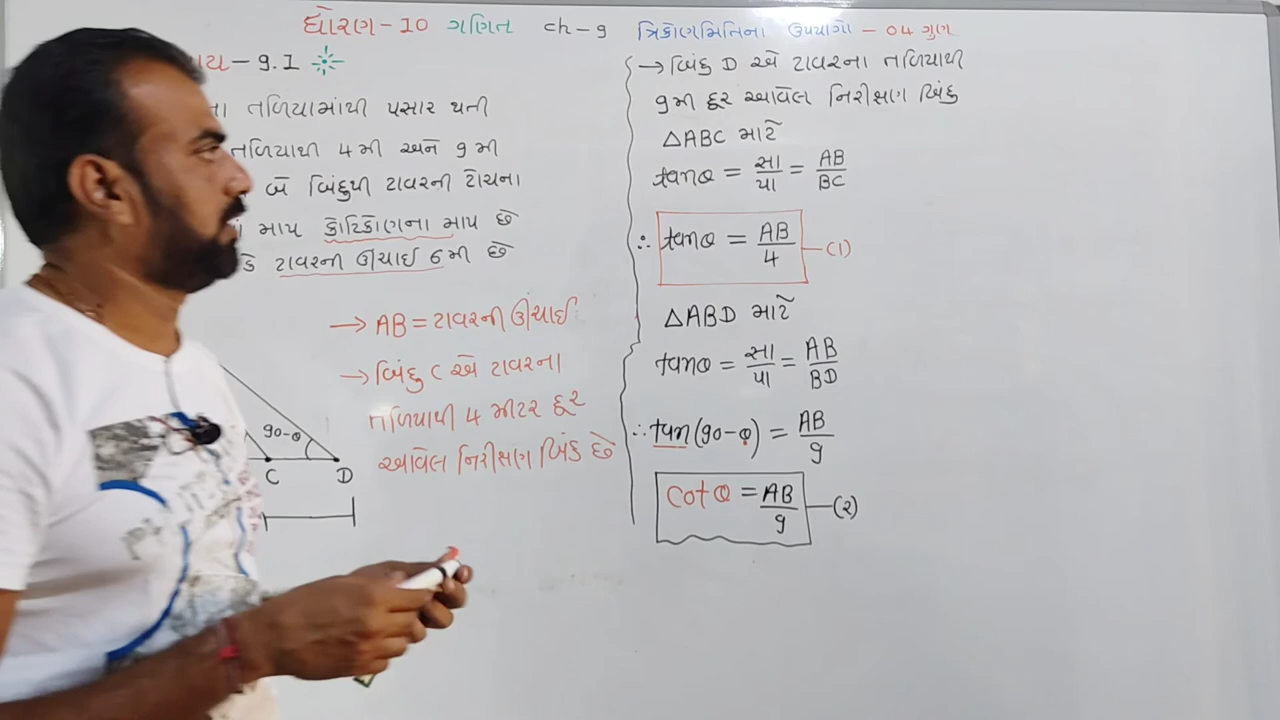 ધોરણ-10 ગણિત ch-9 ત્રિકોણમિતિના ઉપયોગો - 04 ગુણ
- 9.1
તળિયામાંથી પસાર થતી
તળિયાથી 4 મી અને 9 મી
બે બિંદુથી ટાવરની ટોચના
માપ કોટિકોણના માપ છે
કે ટાવરની ઊંચાઈ 6 મી છે
→ AB = ટાવરની ઊંચાઈ
→ બિંદુ C એ ટાવરના
તળિયાથી 4 મીટર દૂર
આવેલ નિરીક્ષણ બિંદુ છે
90-θ
C D
→ બિંદુ D એ ટાવરના તળિયાથી
9મી દૂર આવેલ નિરીક્ષણ બિંદુ
△ABC માટે
tanθ = સા/પા = AB/BC
∴ tanθ = AB/4 —(1)
△ABD માટે
tanθ = સા/પા = AB/BD
∴ tan(90-θ) = AB/9
cotθ = AB/9 —(2)